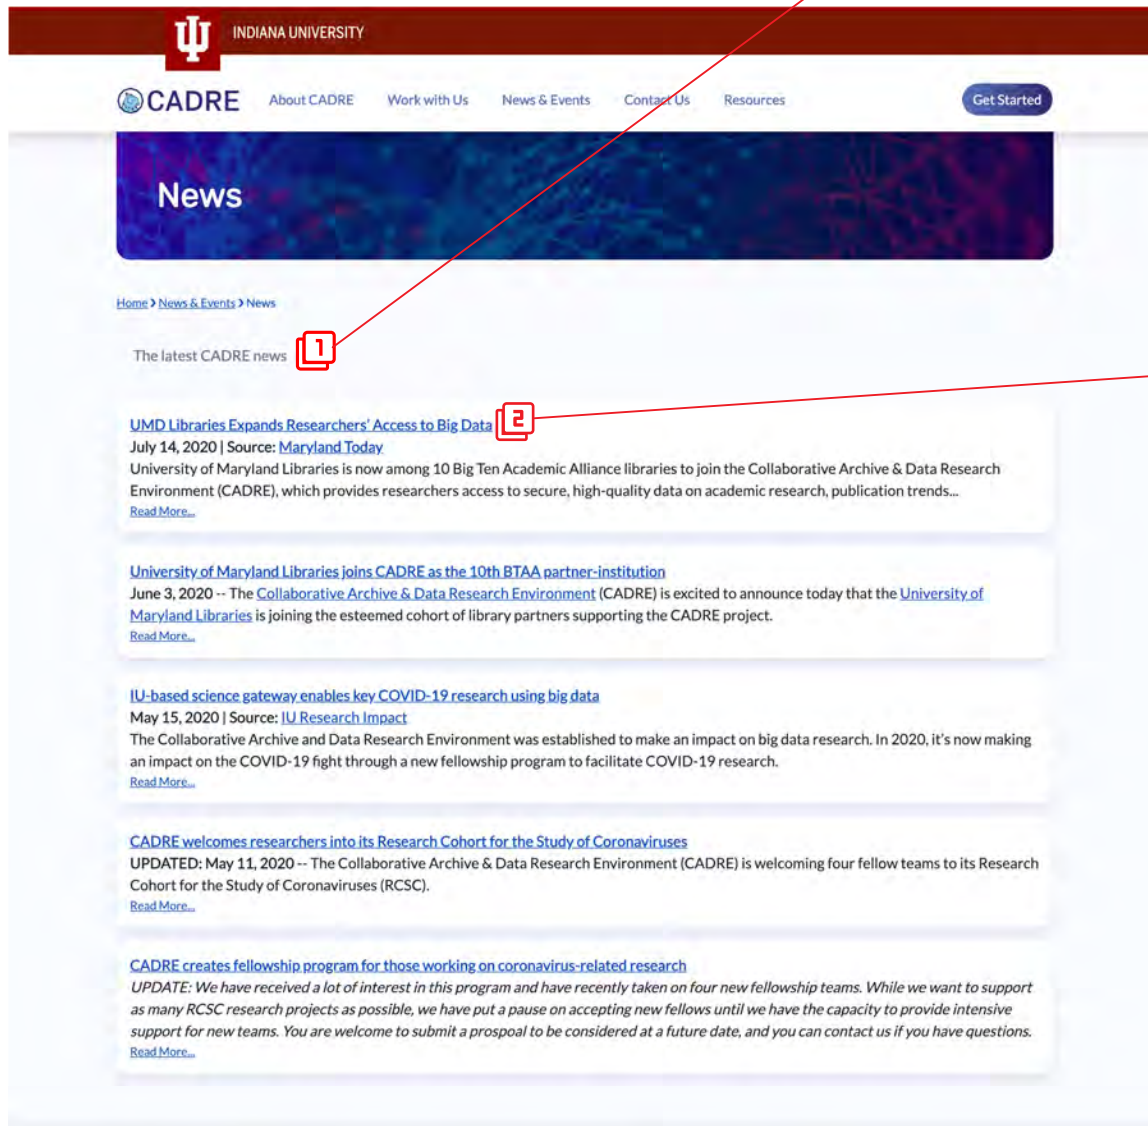 INDIANA UNIVERSITY
CADRE About CADRE Work with Us News & Events Contact Us Resources Get Started
News
Home > News & Events > News
The latest CADRE news 1
UMD Libraries Expands Researchers' Access to Big Data 2
July 14, 2020 | Source: Maryland Today
University of Maryland Libraries is now among 10 Big Ten Academic Alliance libraries to join the Collaborative Archive & Data Research
Environment (CADRE), which provides researchers access to secure, high-quality data on academic research, publication trends...
Read More...
University of Maryland Libraries joins CADRE as the 10th BTAA partner-institution
June 3, 2020 -- The Collaborative Archive & Data Research Environment (CADRE) is excited to announce today that the University of
Maryland Libraries is joining the esteemed cohort of library partners supporting the CADRE project.
Read More...
IU-based science gateway enables key COVID-19 research using big data
May 15, 2020 | Source: IU Research Impact
The Collaborative Archive and Data Research Environment was established to make an impact on big data research. In 2020, it's now making
an impact on the COVID-19 fight through a new fellowship program to facilitate COVID-19 research.
Read More...
CADRE welcomes researchers into its Research Cohort for the Study of Coronaviruses
UPDATED: May 11, 2020 -- The Collaborative Archive & Data Research Environment (CADRE) is welcoming four fellow teams to its Research
Cohort for the Study of Coronaviruses (RCSC).
Read More...
CADRE creates fellowship program for those working on coronavirus-related research
UPDATE: We have received a lot of interest in this program and have recently taken on four new fellowship teams. While we want to support
as many RCSC research projects as possible, we have put a pause on accepting new fellows until we have the capacity to provide intensive
support for new teams. You are welcome to submit a prospoal to be considered at a future date, and you can contact us if you have questions.
Read More...